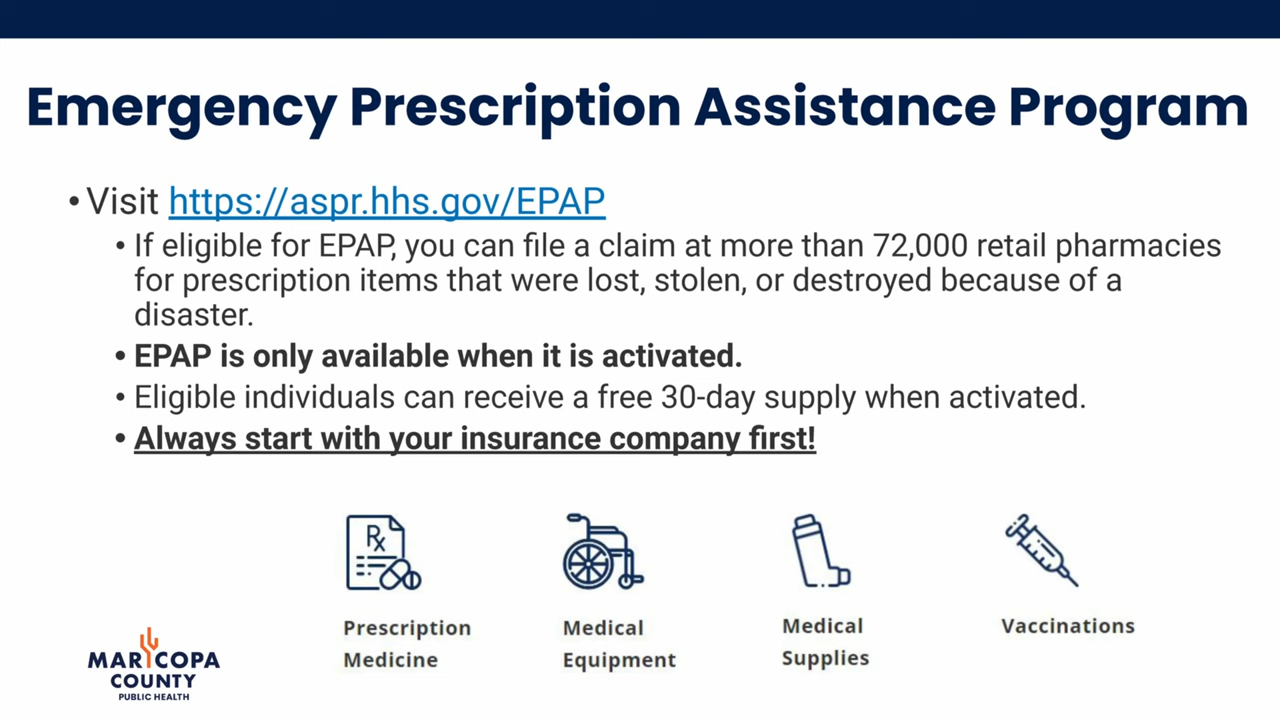 Emergency Prescription Assistance Program
• Visit https://aspr.hhs.gov/EPAP
• If eligible for EPAP, you can file a claim at more than 72,000 retail pharmacies
for prescription items that were lost, stolen, or destroyed because of a
disaster.
• EPAP is only available when it is activated.
• Eligible individuals can receive a free 30-day supply when activated.
• Always start with your insurance company first!
Rx
Prescription
Medicine
Medical
Equipment
Medical
Supplies
Vaccinations
MARICOPA
COUNTY
PUBLIC HEALTH